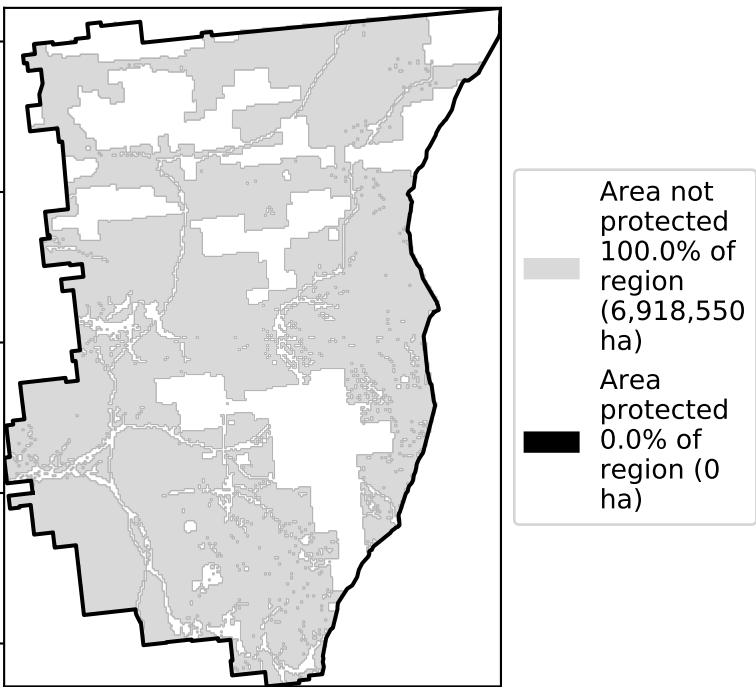 Area not
protected
100.0% of
region
(6,918,550
ha)
Area
protected
0.0% of
region (0
ha)